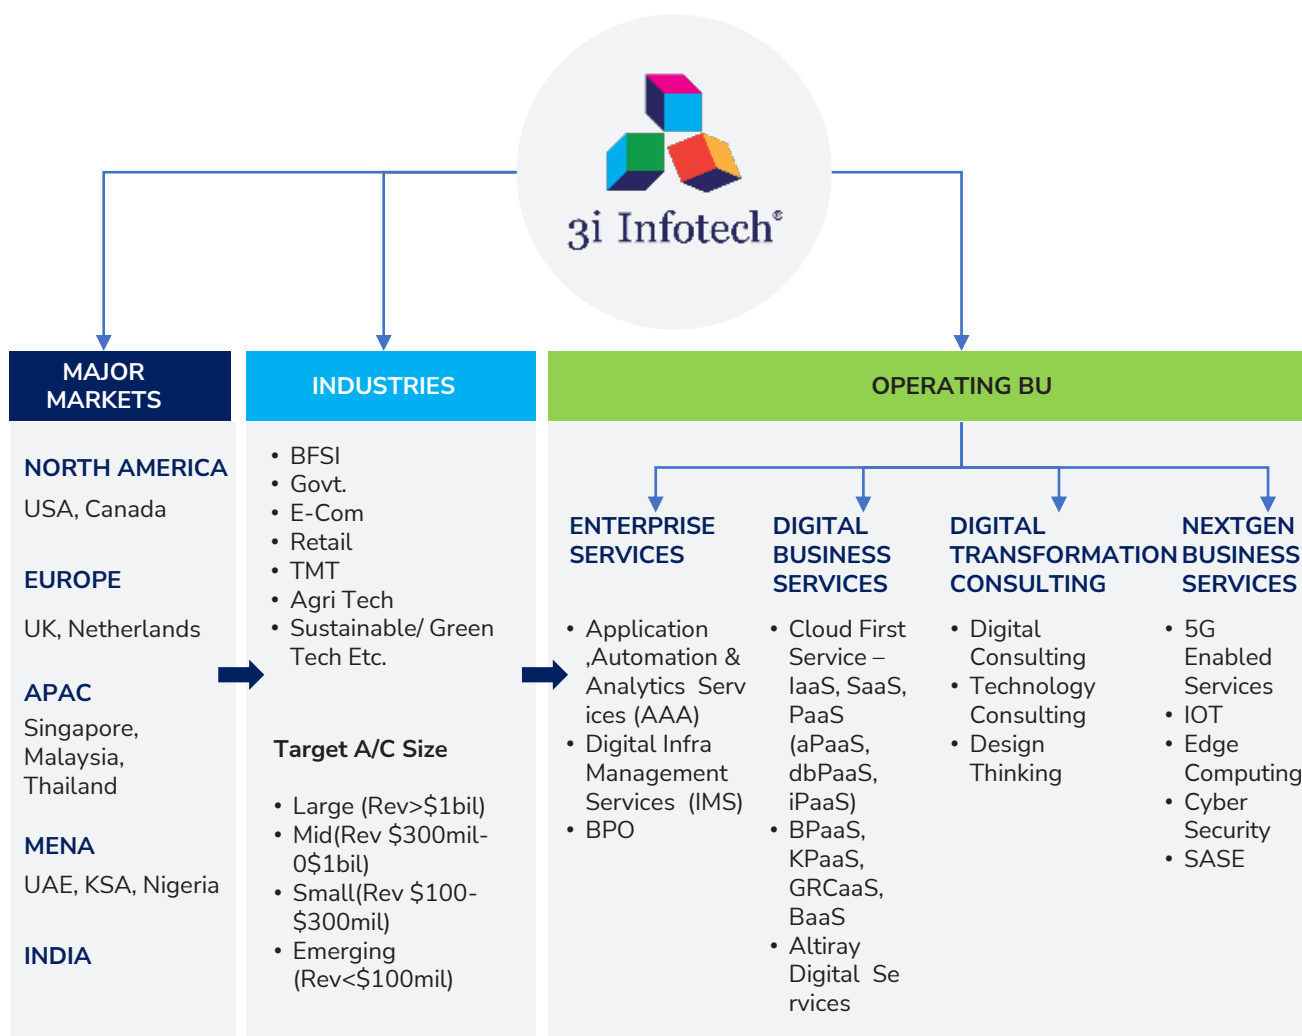 3i Infotech®
MAJOR
MARKETS
NORTH AMERICA
USA, Canada
EUROPE
UK, Netherlands
APAC
Singapore,
Malaysia,
Thailand
MENA
UAE, KSA, Nigeria
INDIA
INDUSTRIES
• BFSI
• Govt.
• E-Com
• Retail
• TMT
• Agri Tech
• Sustainable/ Green
Tech Etc.
Target A/C Size
• Large (Rev>$1bil)
• Mid(Rev $300mil-
0$1bil)
• Small(Rev $100-
$300mil)
• Emerging
(Rev<$100mil)
OPERATING BU
ENTERPRISE
SERVICES
• Application
,Automation &
Analytics Serv
ices (AAA)
• Digital Infra
Management
Services (IMS)
• BPO
DIGITAL
BUSINESS
SERVICES
• Cloud First
Service –
IaaS, SaaS,
PaaS
(aPaaS,
dbPaaS,
iPaaS)
• BPaaS,
KPaaS,
GRCaaS,
BaaS
• Altiray
Digital Se
rvices
DIGITAL
TRANSFORMATION
CONSULTING
• Digital
Consulting
• Technology
Consulting
• Design
Thinking
NEXTGEN
BUSINESS
SERVICES
• 5G
Enabled
Services
• IOT
• Edge
Computing
• Cyber
Security
• SASE